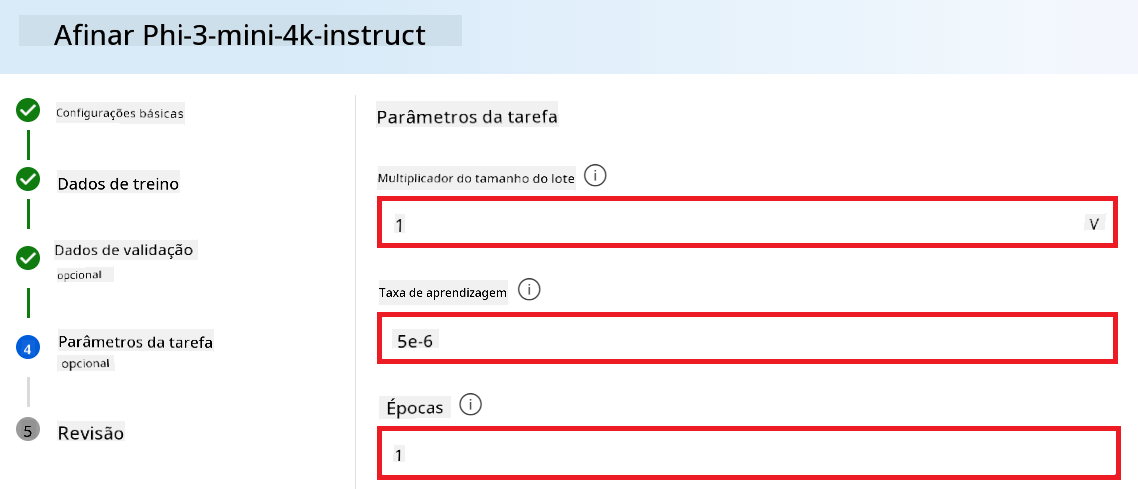 Afinar Phi-3-mini-4k-instruct
Configurações básicas
Dados de treino
Dados de validação
opcional
4
Parâmetros da tarefa
opcional
5
Revisão
Parâmetros da tarefa
Multiplicador do tamanho do lote
1
V
Taxa de aprendizagem
5e-6
Épocas
1